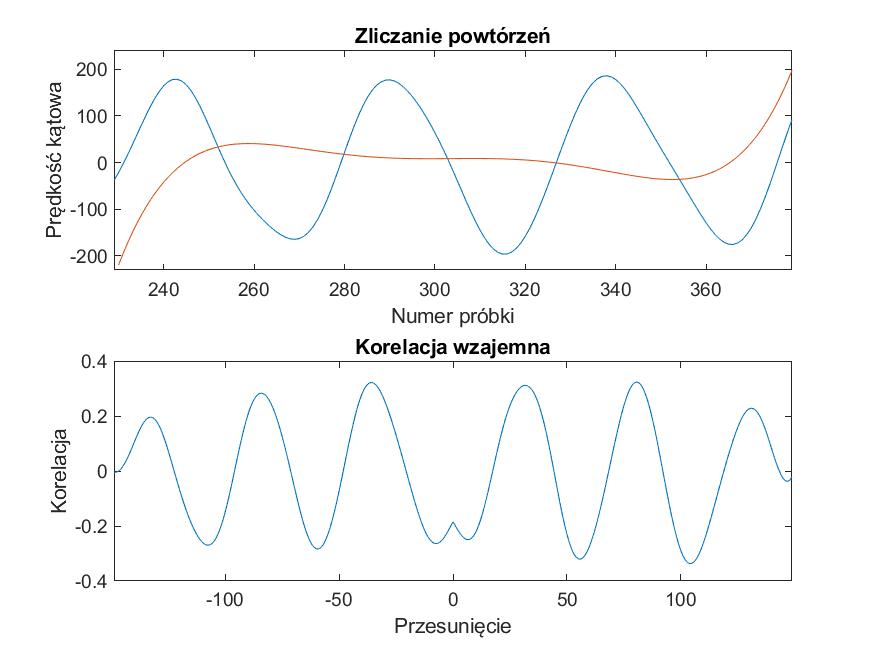 Zliczanie powtórzeń
200
100
0
-100
-200
Prędkość kątowa
240 260 280 300 320 340 360
Numer próbki
Korelacja wzajemna
0.4
0.2
0
-0.2
-0.4
Korelacja
-100 -50 0 50 100
Przesunięcie